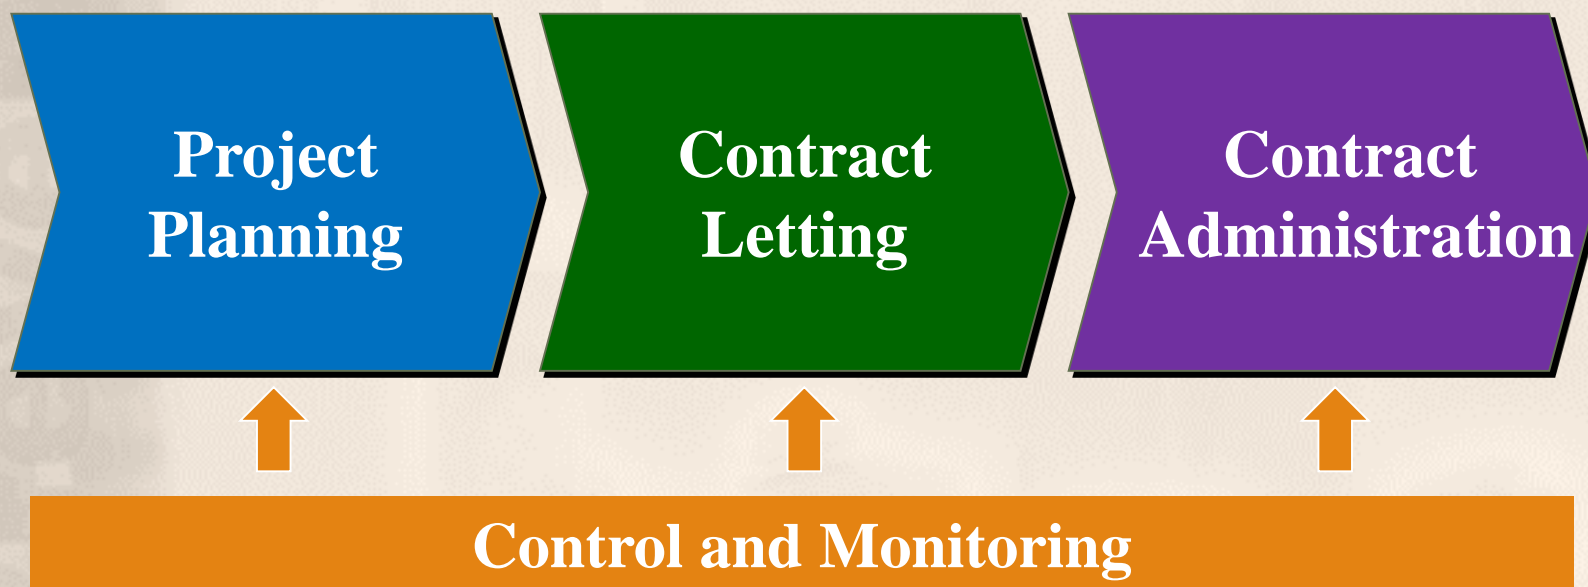 Project
Planning
Contract
Letting
Contract
Administration
Control and Monitoring